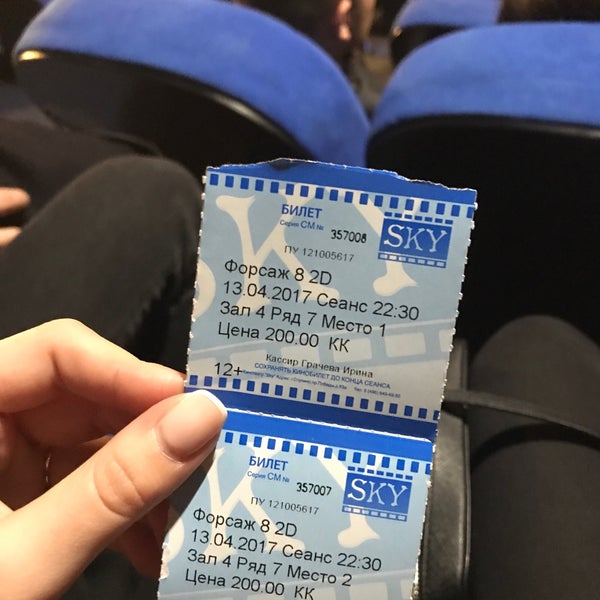 БИЛЕТ
Серия СМ № 357008
SKY
ПУ 121005617
Форсаж 8 2D
13.04.2017 Сеанс 22:30
Зал 4 Ряд 7 Место 1
Цена 200.00 КК
Кассир Грачева Ирина
12+
СОХРАНЯТЬ КИНОБИЛЕТ ДО КОНЦА СЕАНСА
БИЛЕТ
Серия СМ № 357007
SKY
ПУ 121005617
Форсаж 8 2D
13.04.2017 Сеанс 22:30
Зал 4 Ряд 7 Место 2
Цена 200.00 КК